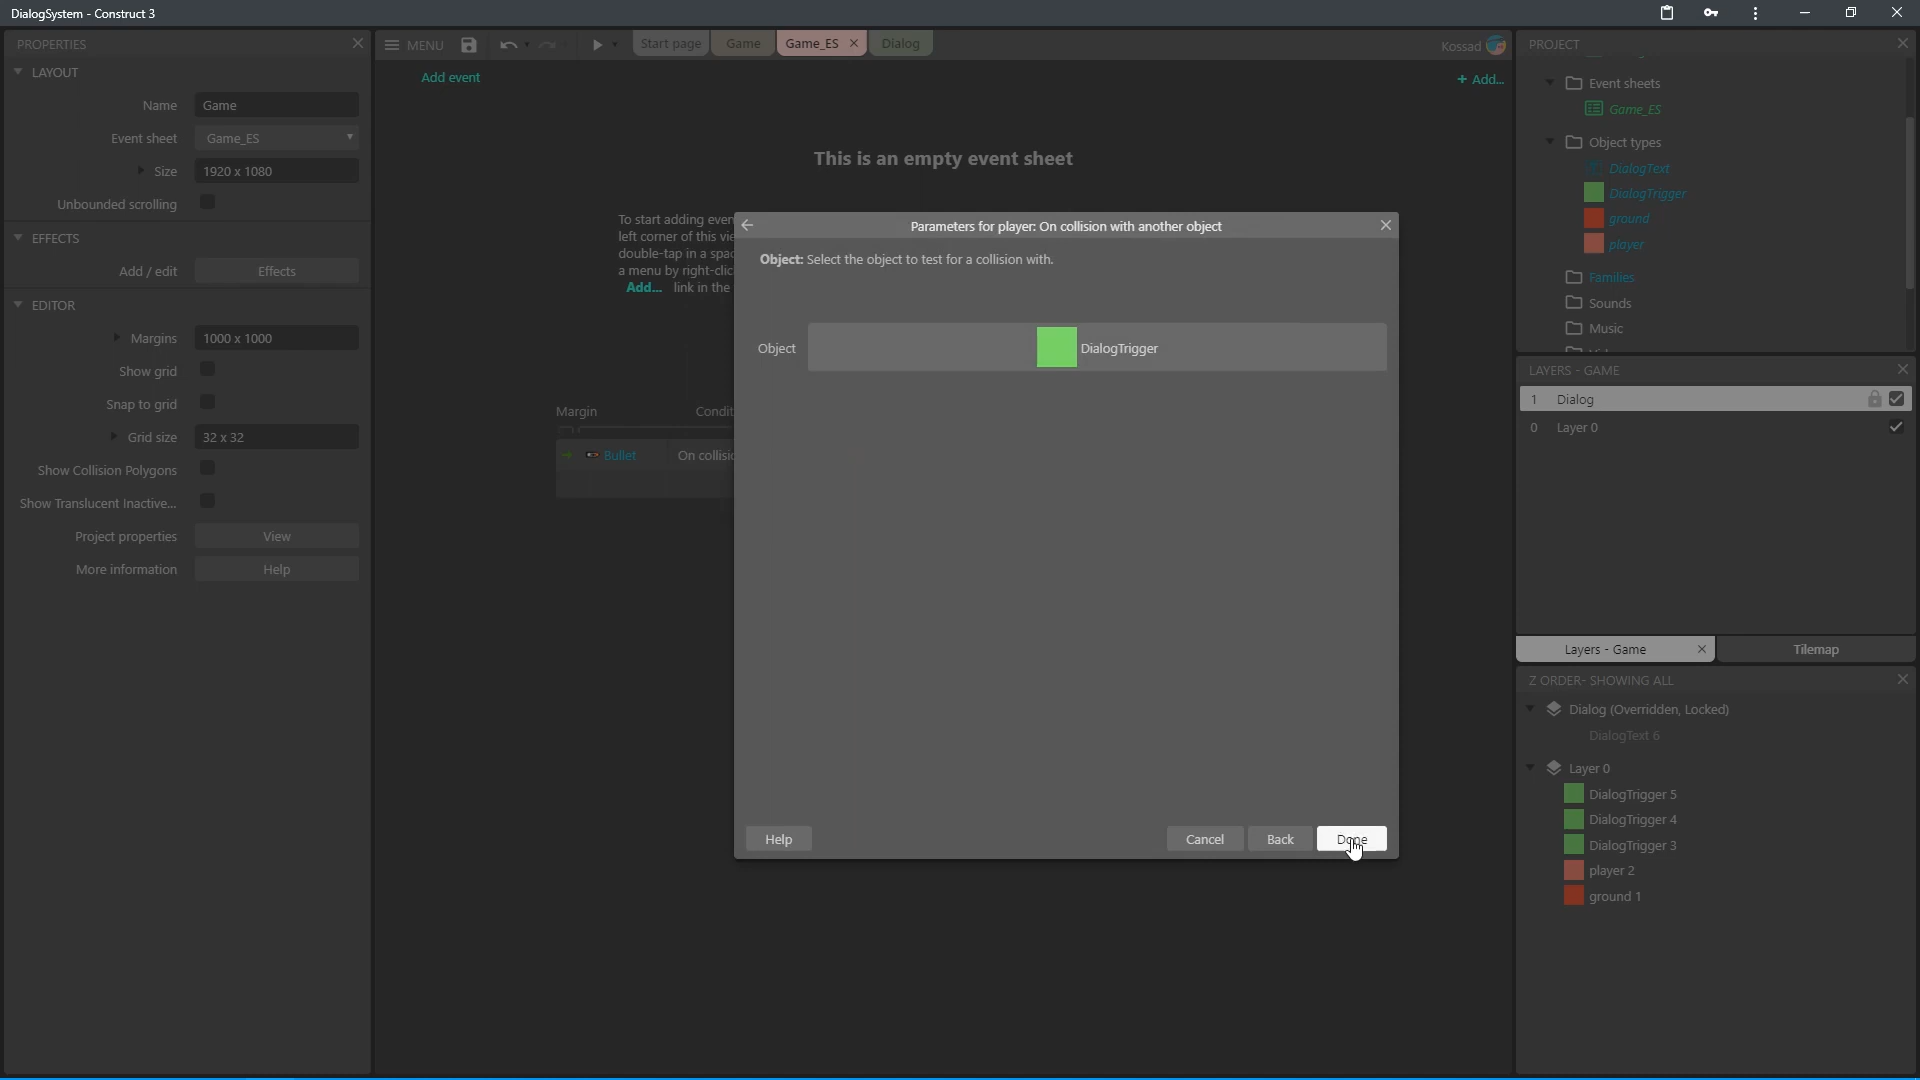 DialogSystem - Construct 3
PROPERTIES
LAYOUT
Name Game
Event sheet Game_ES
Size 1920 x 1080
Unbounded scrolling
EFFECTS
Add / edit Effects
EDITOR
Margins 1000 x 1000
Show grid
Snap to grid
Grid size 32 x 32
Show Collision Polygons
Show Translucent Inactive...
Project properties View
More information Help
MENU
Start page
Game
Game_ES
Dialog
Kossad
Add event
+ Add...
This is an empty event sheet
To start adding even
left corner of this vie
double-tap in a spac
a menu by right-clic
Add... link in the
Margin Condit
Bullet On collisio
Parameters for player: On collision with another object
Object: Select the object to test for a collision with.
Object DialogTrigger
Help Cancel Back Done
PROJECT
Event sheets
Game_ES
Object types
DialogText
DialogTrigger
ground
player
Families
Sounds
Music
LAYERS - GAME
1 Dialog
0 Layer 0
Layers - Game
Tilemap
Z ORDER- SHOWING ALL
Dialog (Overridden, Locked)
DialogText 6
Layer 0
DialogTrigger 5
DialogTrigger 4
DialogTrigger 3
player 2
ground 1